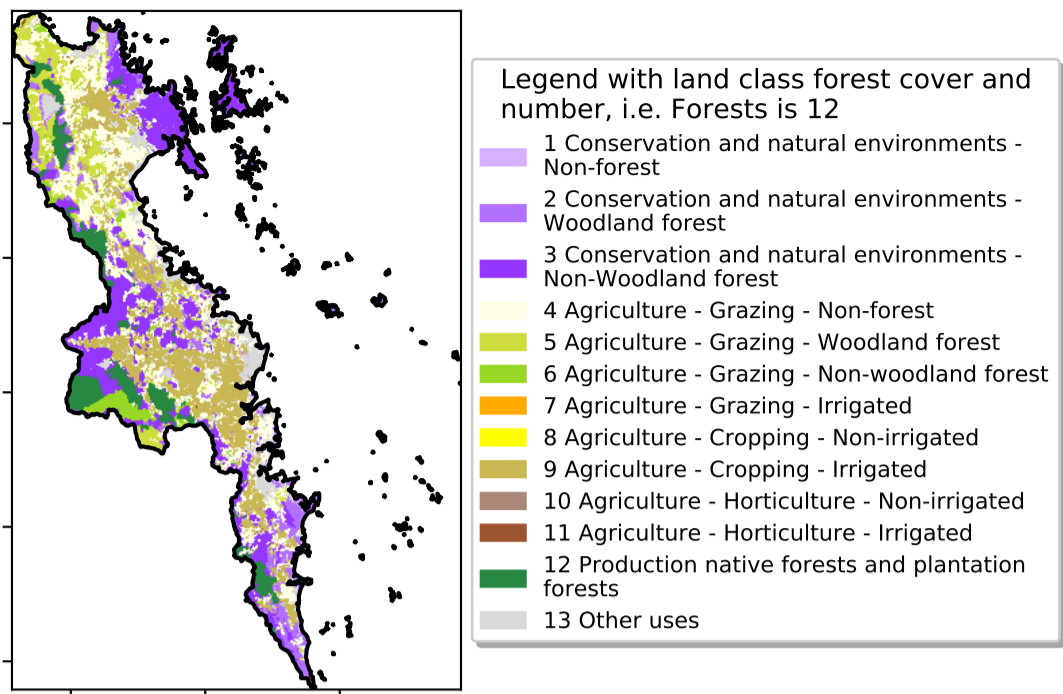 Legend with land class forest cover and
number, i.e. Forests is 12
1 Conservation and natural environments -
Non-forest
2 Conservation and natural environments -
Woodland forest
3 Conservation and natural environments -
Non-Woodland forest
4 Agriculture - Grazing - Non-forest
5 Agriculture - Grazing - Woodland forest
6 Agriculture - Grazing - Non-woodland forest
7 Agriculture - Grazing - Irrigated
8 Agriculture - Cropping - Non-irrigated
9 Agriculture - Cropping - Irrigated
10 Agriculture - Horticulture - Non-irrigated
11 Agriculture - Horticulture - Irrigated
12 Production native forests and plantation
forests
13 Other uses